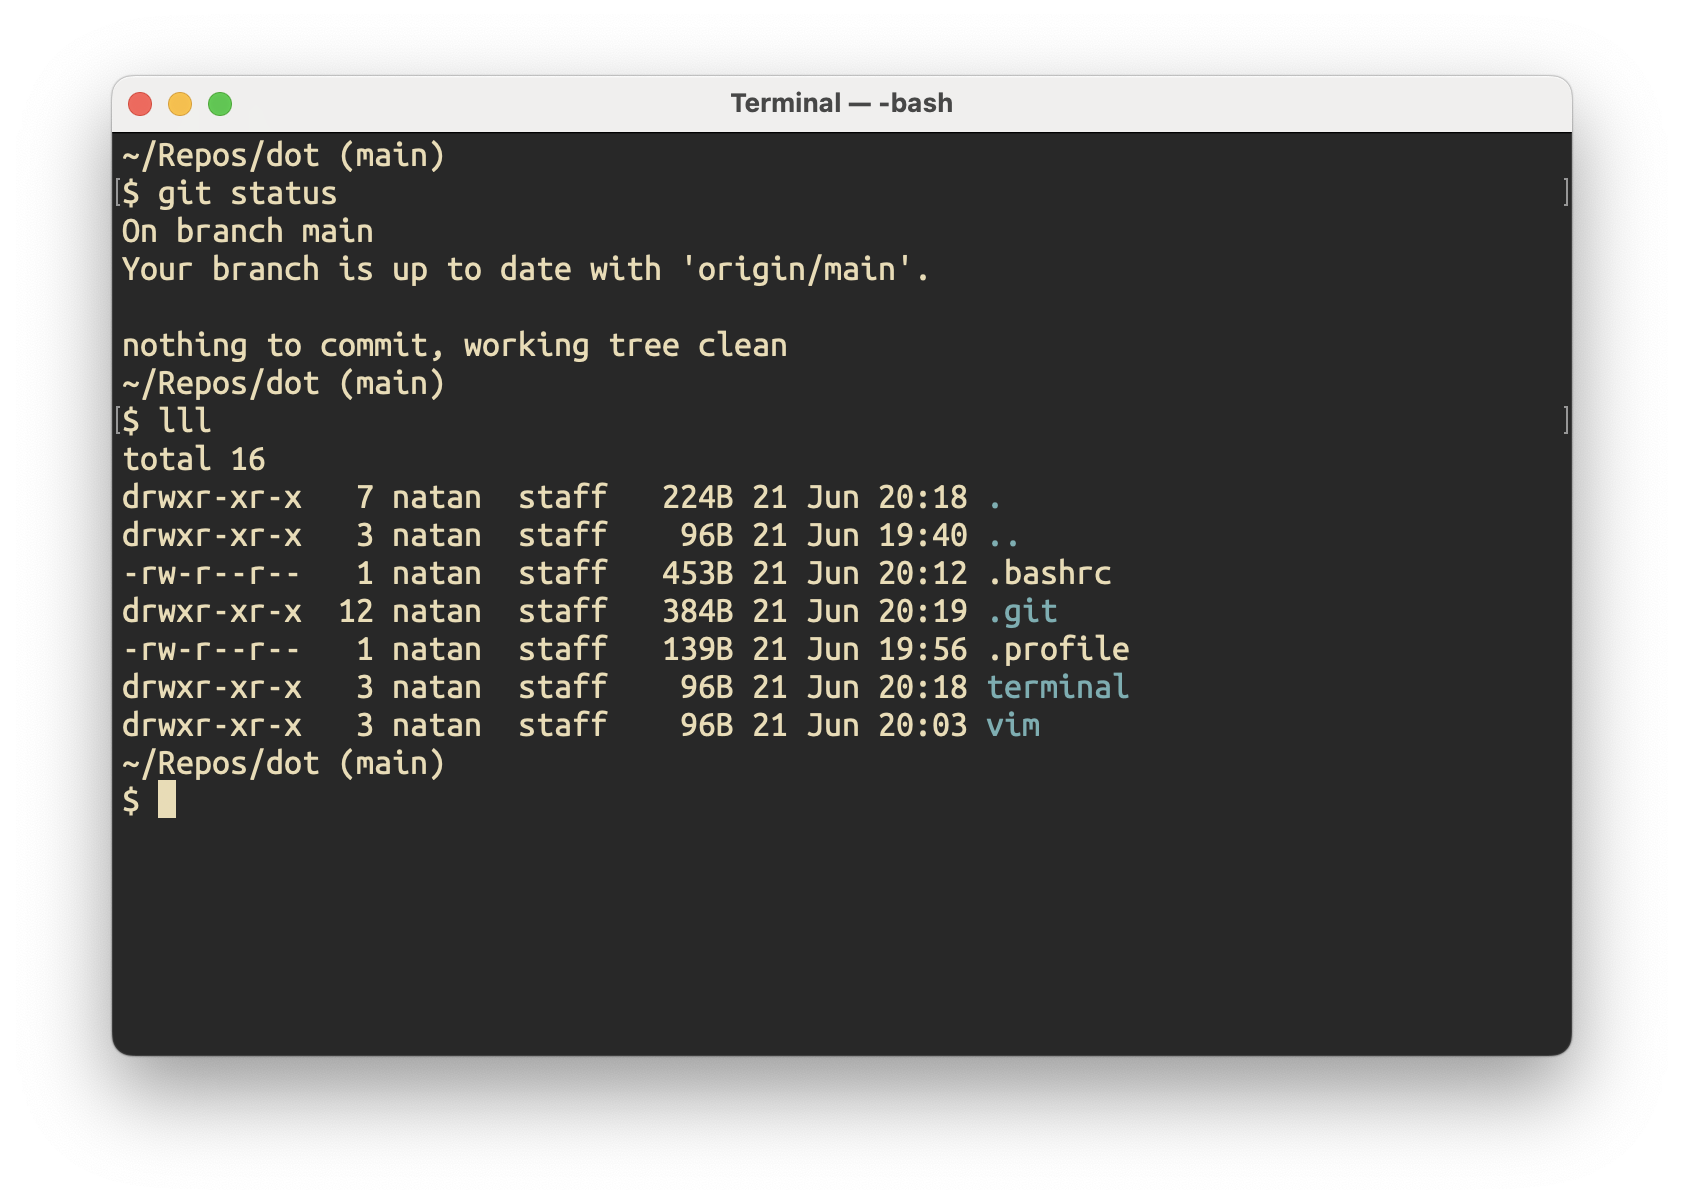 Terminal — -bash
~/Repos/dot (main)
[$ git status ]
On branch main
Your branch is up to date with 'origin/main'.

nothing to commit, working tree clean
~/Repos/dot (main)
[$ lll ]
total 16
drwxr-xr-x   7 natan  staff   224B 21 Jun 20:18 .
drwxr-xr-x   3 natan  staff    96B 21 Jun 19:40 ..
-rw-r--r--   1 natan  staff   453B 21 Jun 20:12 .bashrc
drwxr-xr-x  12 natan  staff   384B 21 Jun 20:19 .git
-rw-r--r--   1 natan  staff   139B 21 Jun 19:56 .profile
drwxr-xr-x   3 natan  staff    96B 21 Jun 20:18 terminal
drwxr-xr-x   3 natan  staff    96B 21 Jun 20:03 vim
~/Repos/dot (main)
$